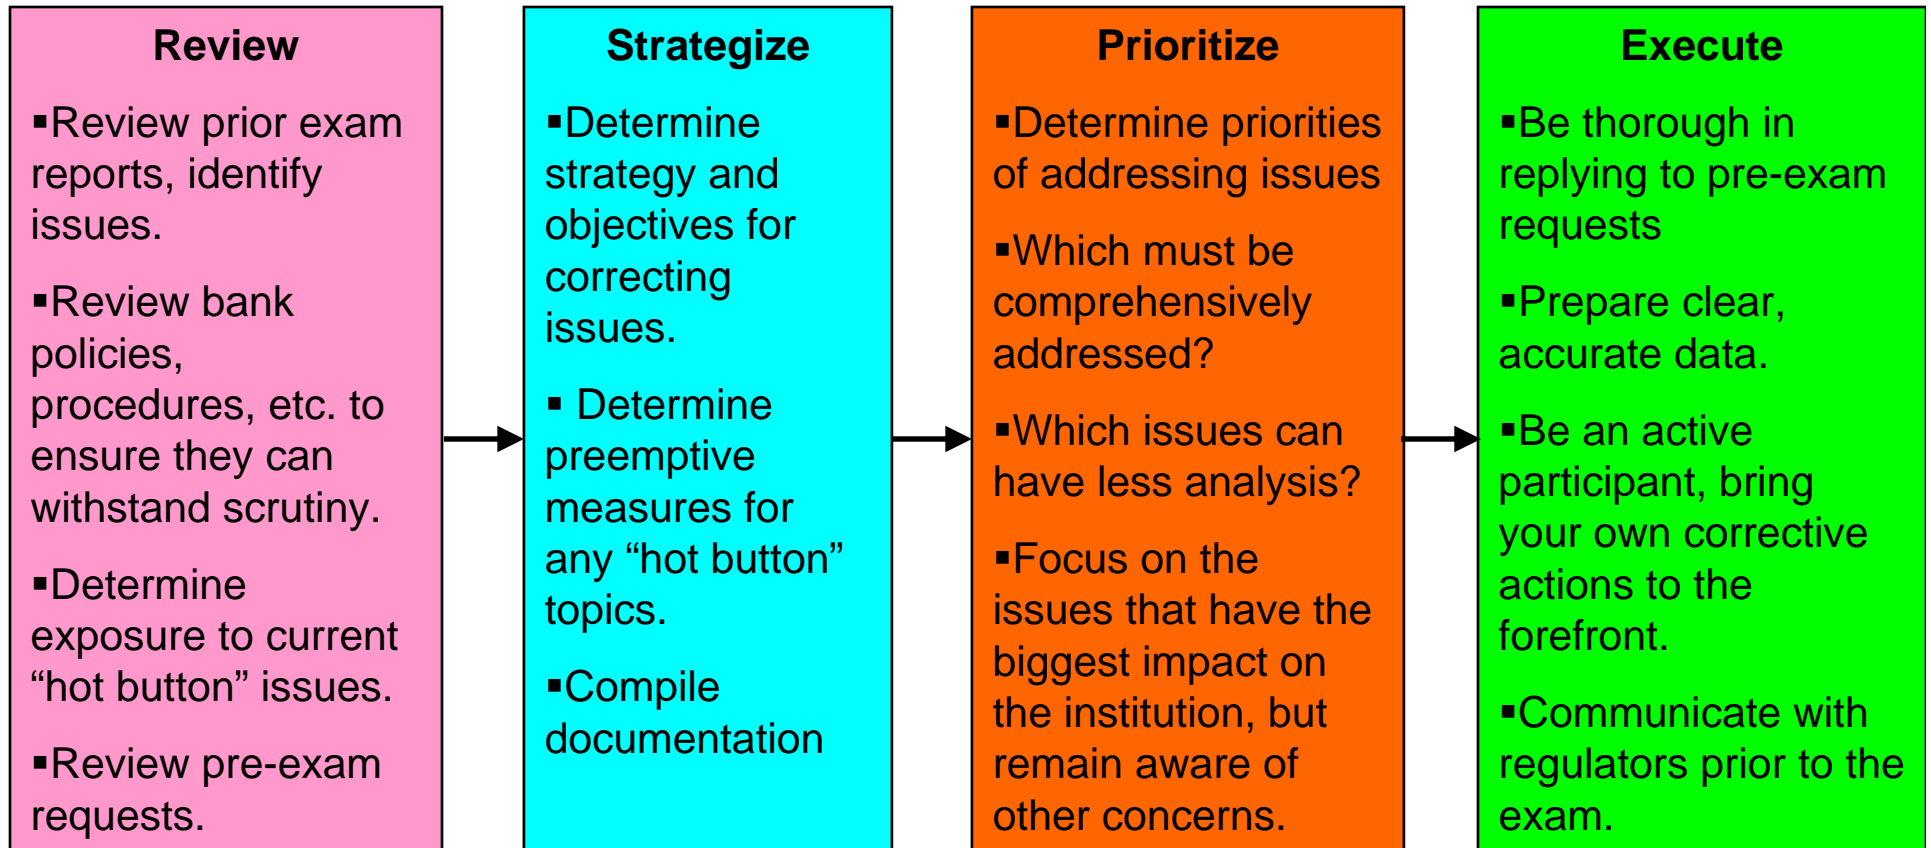 Review
▪Review prior exam
reports, identify
issues.
▪Review bank
policies,
procedures, etc. to
ensure they can
withstand scrutiny.
▪Determine
exposure to current
“hot button” issues.
▪Review pre-exam
requests.
Strategize
▪Determine
strategy and
objectives for
correcting
issues.
▪ Determine
preemptive
measures for
any “hot button”
topics.
▪Compile
documentation
Prioritize
▪Determine priorities
of addressing issues
▪Which must be
comprehensively
addressed?
▪Which issues can
have less analysis?
▪Focus on the
issues that have the
biggest impact on
the institution, but
remain aware of
other concerns.
Execute
▪Be thorough in
replying to pre-exam
requests
▪Prepare clear,
accurate data.
▪Be an active
participant, bring
your own corrective
actions to the
forefront.
▪Communicate with
regulators prior to the
exam.